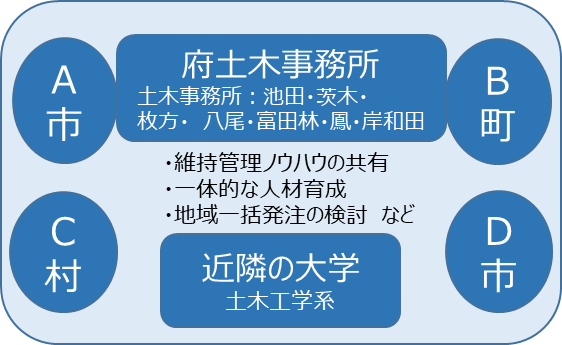 A
市
府土木事務所
土木事務所：池田・茨木・
枚方・ 八尾・富田林・鳳・岸和田
B
町
・維持管理ノウハウの共有
・一体的な人材育成
・地域一括発注の検討 など
C
村
近隣の大学
土木工学系
D
市